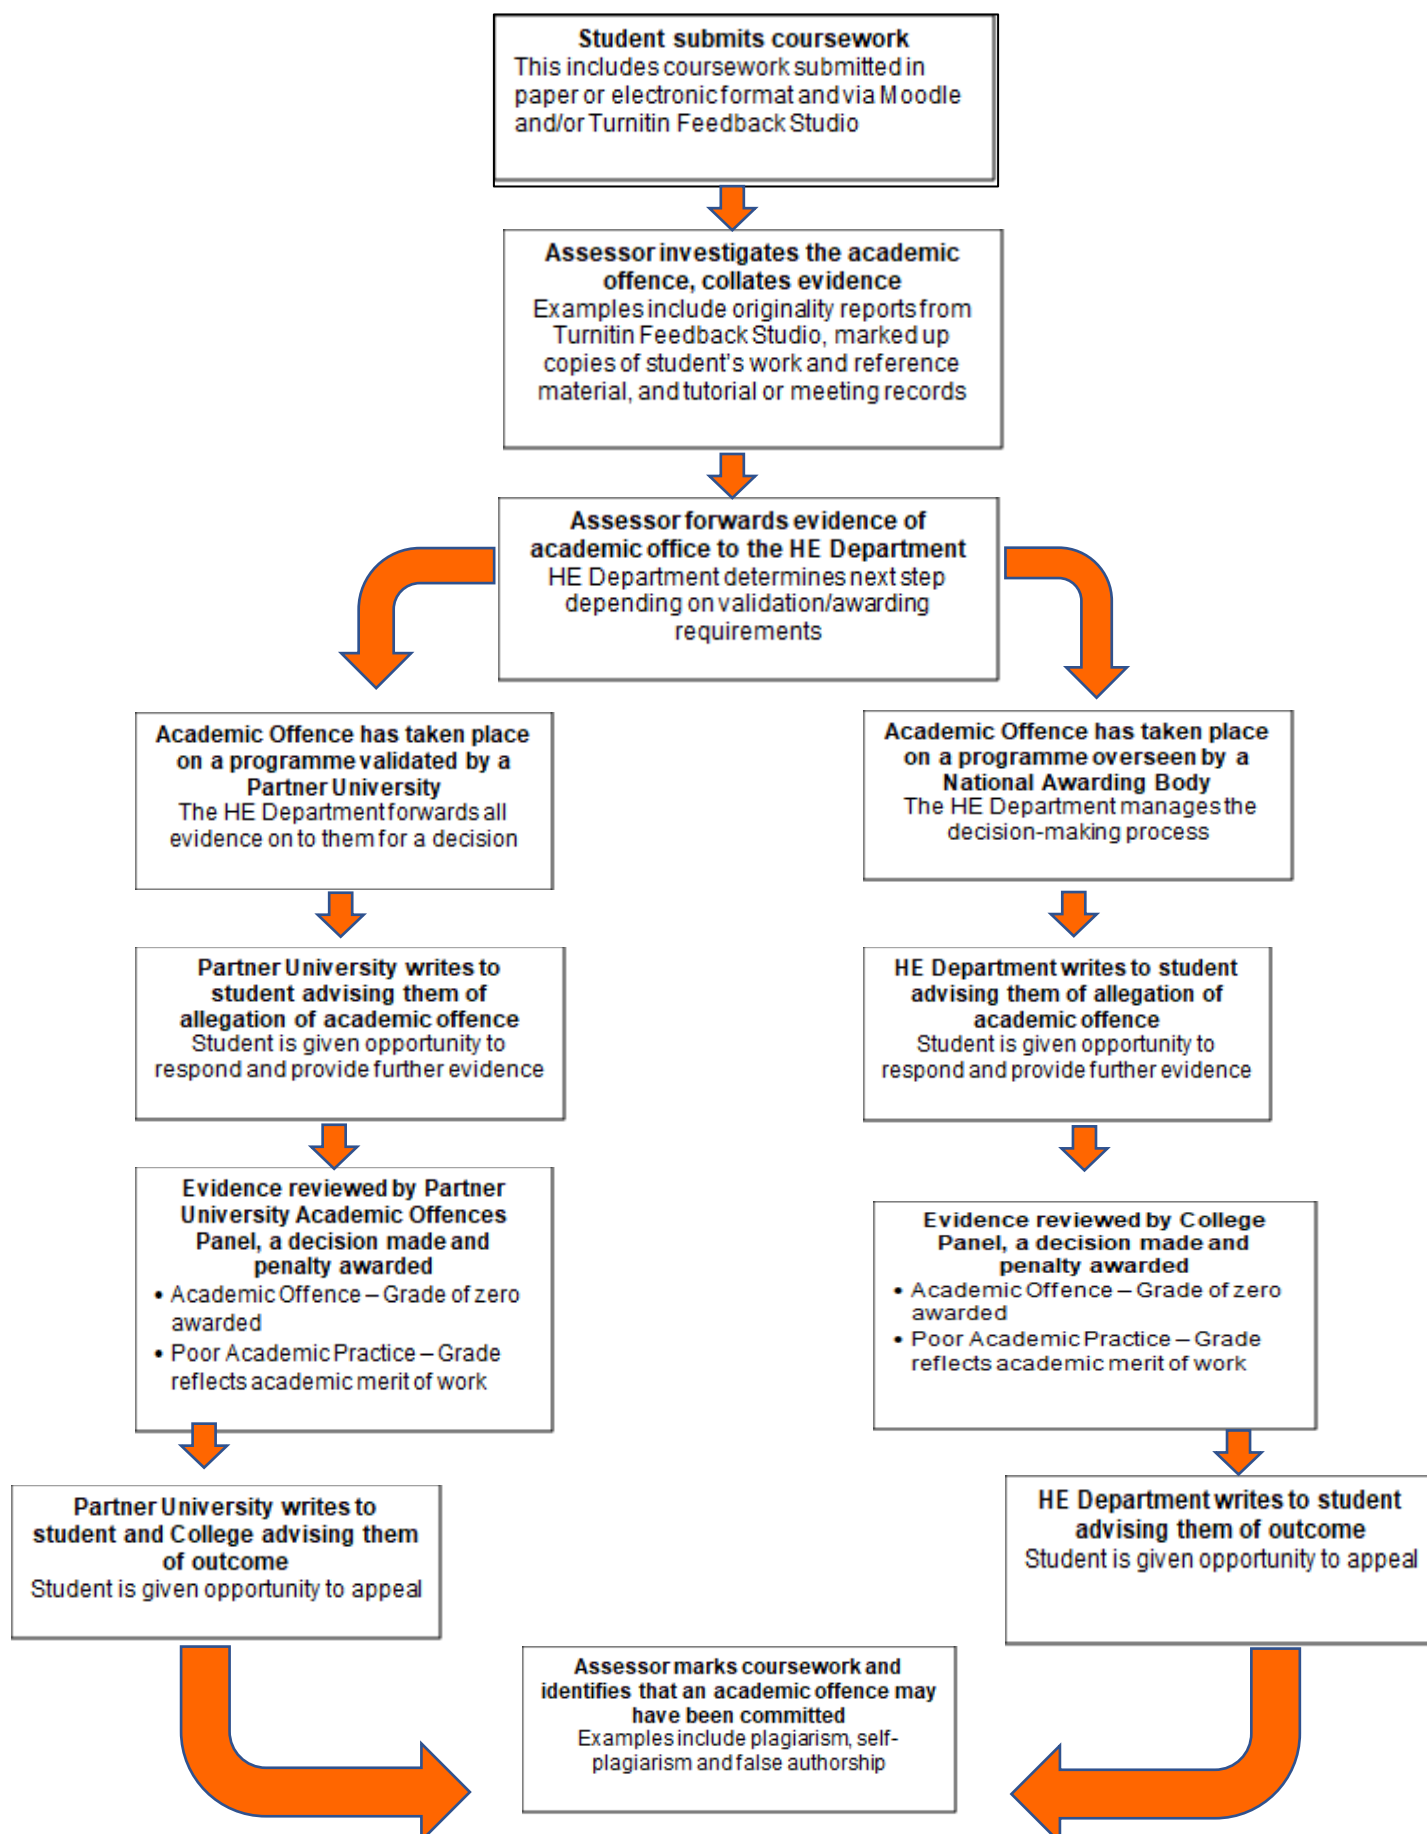 Student submits coursework
This includes coursework submitted in
paper or electronic format and via Moodle
and/or Turnitin Feedback Studio
Assessor investigates the academic
offence, collates evidence
Examples include originality reports from
Turnitin Feedback Studio, marked up
copies of student's work and reference
material, and tutorial or meeting records
Assessor forwards evidence of
academic office to the HE Department
HE Department determines next step
depending on validation/awarding
requirements
Academic Offence has taken place
on a programme validated by a
Partner University
The HE Department forwards all
evidence on to them for a decision
Academic Offence has taken place
on a programme overseen by a
National Awarding Body
The HE Department manages the
decision-making process
Partner University writes to
student advising them of
allegation of academic offence
Student is given opportunity to
respond and provide further evidence
HE Department writes to student
advising them of allegation of
academic offence
Student is given opportunity to
respond and provide further evidence
Evidence reviewed by Partner
University Academic Offences
Panel, a decision made and
penalty awarded
• Academic Offence – Grade of zero
awarded
• Poor Academic Practice – Grade
reflects academic merit of work
Evidence reviewed by College
Panel, a decision made and
penalty awarded
• Academic Offence – Grade of zero
awarded
• Poor Academic Practice – Grade
reflects academic merit of work
Partner University writes to
student and College advising them
of outcome
Student is given opportunity to appeal
HE Department writes to student
advising them of outcome
Student is given opportunity to appeal
Assessor marks coursework and
identifies that an academic offence may
have been committed
Examples include plagiarism, self-
plagiarism and false authorship